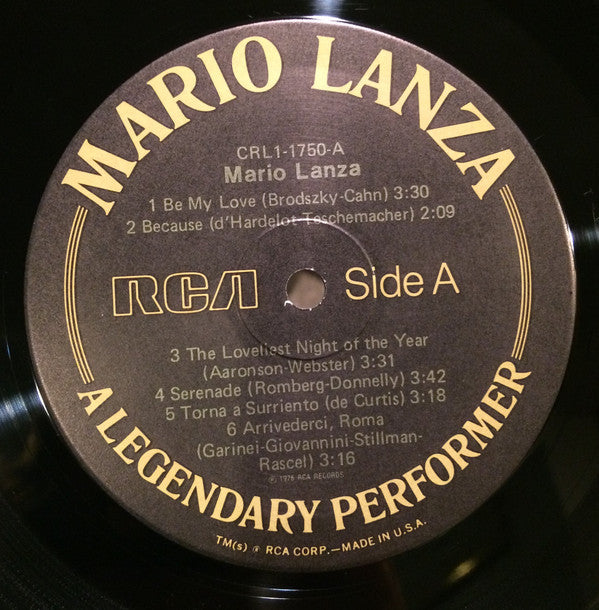 MARIO LANZA
CRL1-1750-A
Mario Lanza
1 Be My Love (Brodszky-Cahn) 3:30
2 Because (d'Hardelot-Teschemacher) 2:09
RCA
Side A
3 The Loveliest Night of the Year
(Aaronson-Webster) 3:31
4 Serenade (Romberg-Donnelly) 3:42
5 Torna a Surriento (de Curtis) 3:18
6 Arrivederci, Roma
(Garinei-Giovannini-Stillman-
Rascel) 3:16
℗ 1976 RCA RECORDS
A LEGENDARY PERFORMER
TM(s) ® RCA CORP.—MADE IN U.S.A.